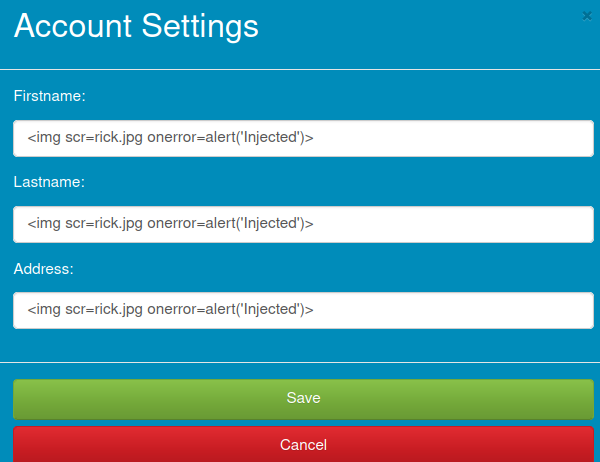 Account Settings
×
Firstname:
<img scr=rick.jpg onerror=alert('Injected')>
Lastname:
<img scr=rick.jpg onerror=alert('Injected')>
Address:
<img scr=rick.jpg onerror=alert('Injected')>
Save
Cancel